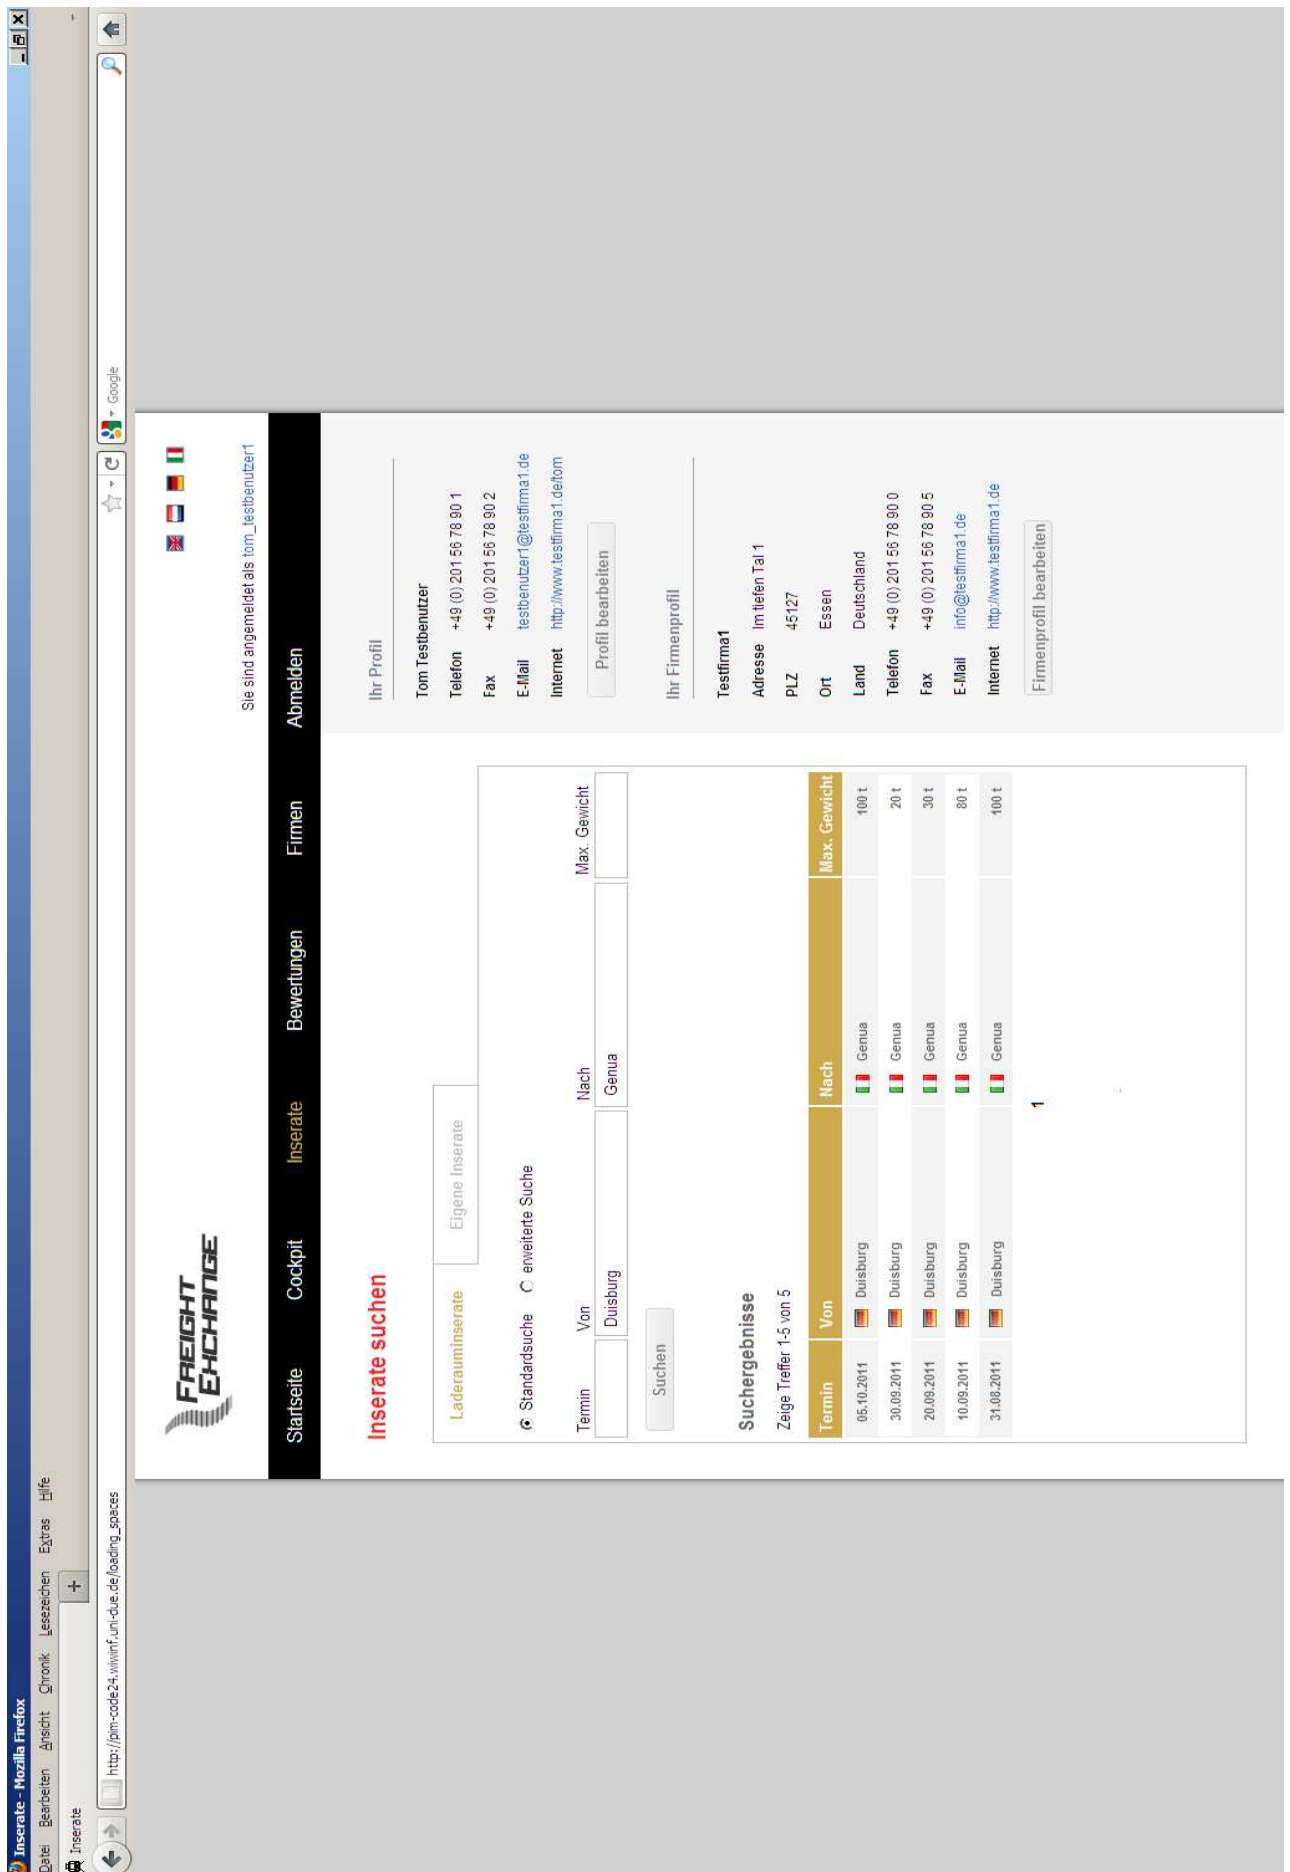 Inserate - Mozilla Firefox
Datei Bearbeiten Ansicht Chronik Lesezeichen Extras Hilfe
Inserate
http://pim-code24.wiwinf.uni-due.de/loading_spaces
Google
FREIGHT
EXCHANGE
Sie sind angemeldet als tom_testbenutzer1
Startseite Cockpit Inserate Bewertungen Firmen Abmelden
Inserate suchen
Laderauminserate Eigene Inserate
Standardsuche erweiterte Suche
Termin Von Nach Max. Gewicht
Duisburg Genua
Suchen
Suchergebnisse
Zeige Treffer 1-5 von 5
Termin Von Nach Max. Gewicht
05.10.2011 Duisburg Genua 100 t
30.09.2011 Duisburg Genua 20 t
20.09.2011 Duisburg Genua 30 t
10.09.2011 Duisburg Genua 80 t
31.08.2011 Duisburg Genua 100 t
1
Ihr Profil
Tom Testbenutzer
Telefon +49 (0) 201 56 78 90 1
Fax +49 (0) 201 56 78 90 2
E-Mail testbenutzer1@testfirma1.de
Internet http://www.testfirma1.de/tom
Profil bearbeiten
Ihr Firmenprofil
Testfirma1
Adresse Im tiefen Tal 1
PLZ 45127
Ort Essen
Land Deutschland
Telefon +49 (0) 201 56 78 90 0
Fax +49 (0) 201 56 78 90 5
E-Mail info@testfirma1.de
Internet http://www.testfirma1.de
Firmenprofil bearbeiten